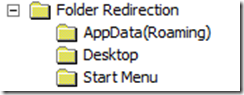 Folder Redirection
AppData(Roaming)
Desktop
Start Menu